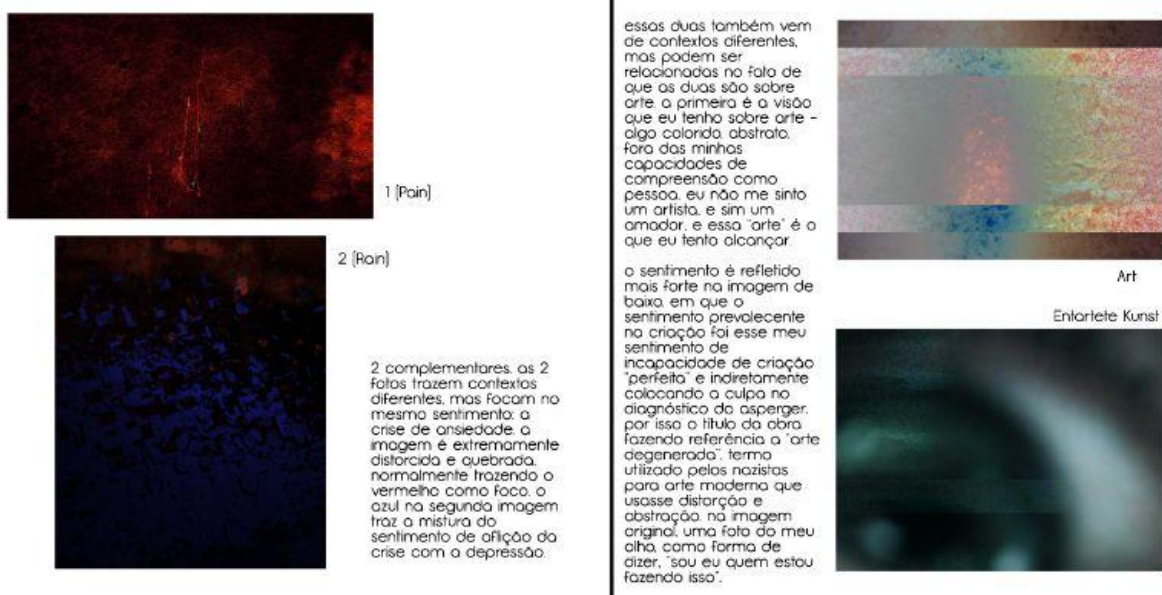 1 (Pain)
2 (Rain)
2 complementares. as 2
fotos trazem contextos
diferentes, mas focam no
mesmo sentimento: a
crise de ansiedade. a
imagem é extremamente
distorcida e quebrada,
normalmente trazendo o
vermelho como foco. o
azul na segunda imagem
traz a mistura do
sentimento de aflição da
crise com a depressão.
essas duas também vem
de contextos diferentes,
mas podem ser
relacionadas no fato de
que as duas são sobre
arte. a primeira é a visão
que eu tenho sobre arte -
algo colorido, abstrato,
fora das minhas
capacidades de
compreensão como
pessoa. eu não me sinto
um artista, e sim um
amador, e essa "arte" é o
que eu tento alcançar.
o sentimento é refletido
mais forte na imagem de
baixo, em que o
sentimento prevalecente
na criação foi esse meu
sentimento de
incapacidade de criação
"perfeita" e indiretamente
colocando a culpa no
diagnóstico do asperger.
por isso o título da obra
fazendo referência a "arte
degenerada", termo
utilizado pelos nazistas
para arte moderna que
usasse distorção e
abstração. na imagem
original, uma foto do meu
olho, como forma de
dizer, "sou eu quem estou
fazendo isso".
Art
Entartete Kunst